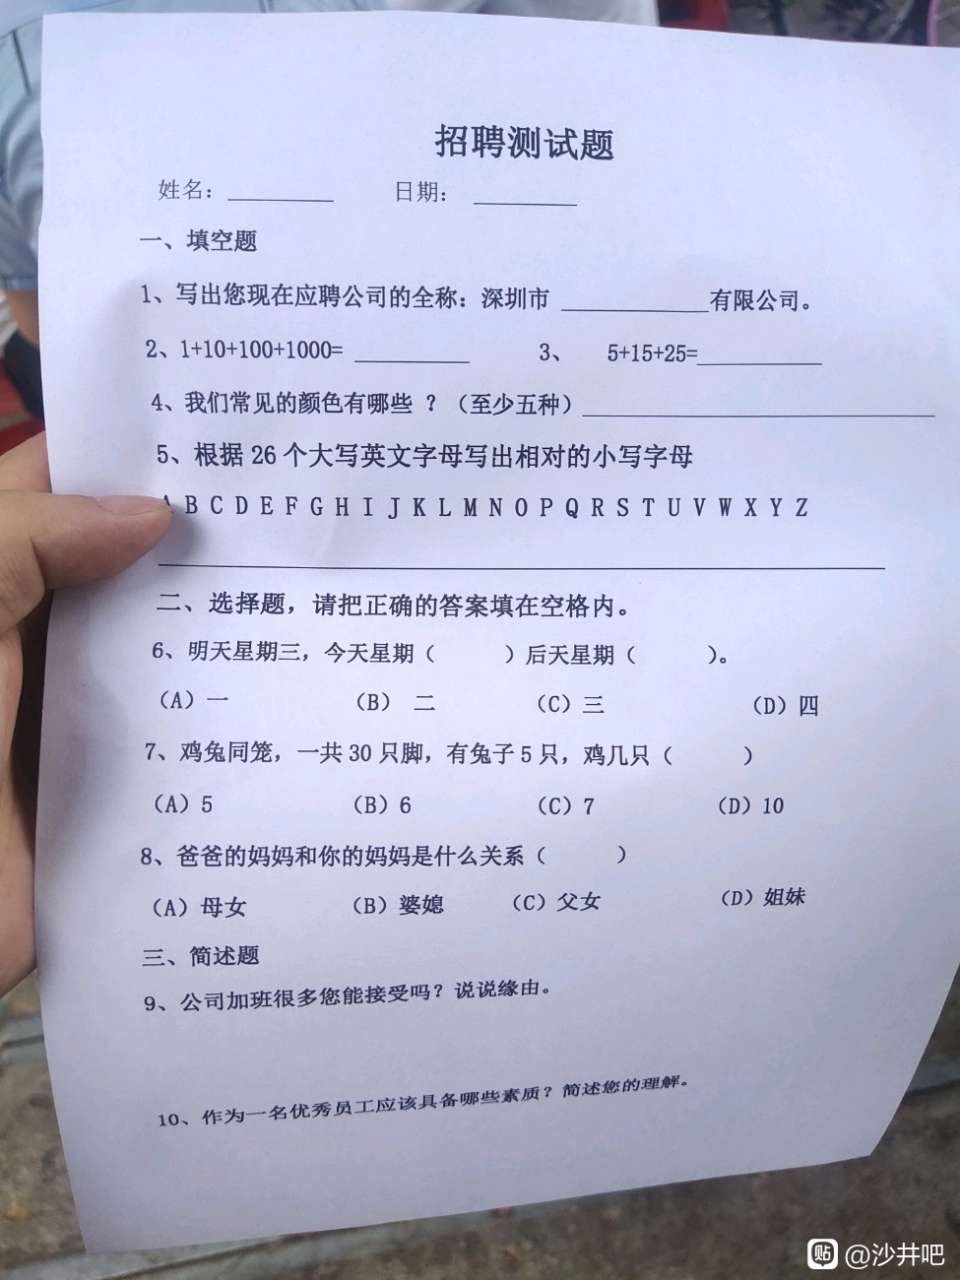 招聘测试题
姓名：________ 日期：________
一、填空题
1、写出您现在应聘公司的全称：深圳市 ____________有限公司。
2、1+10+100+1000= _________ 3、 5+15+25=__________
4、我们常见的颜色有哪些 ？（至少五种）____________________________
5、根据 26 个大写英文字母写出相对的小写字母
A B C D E F G H I J K L M N O P Q R S T U V W X Y Z
二、选择题，请把正确的答案填在空格内。
6、明天星期三，今天星期（ ）后天星期（ ）。
（A）一 （B） 二 （C）三 （D）四
7、鸡兔同笼，一共 30 只脚，有兔子 5 只，鸡几只（ ）
（A）5 （B）6 （C）7 （D）10
8、爸爸的妈妈和你的妈妈是什么关系（ ）
（A）母女 （B）婆媳 （C）父女 （D）姐妹
三、简述题
9、公司加班很多您能接受吗？说说缘由。
10、作为一名优秀员工应该具备哪些素质？简述您的理解。
贴 @沙井吧